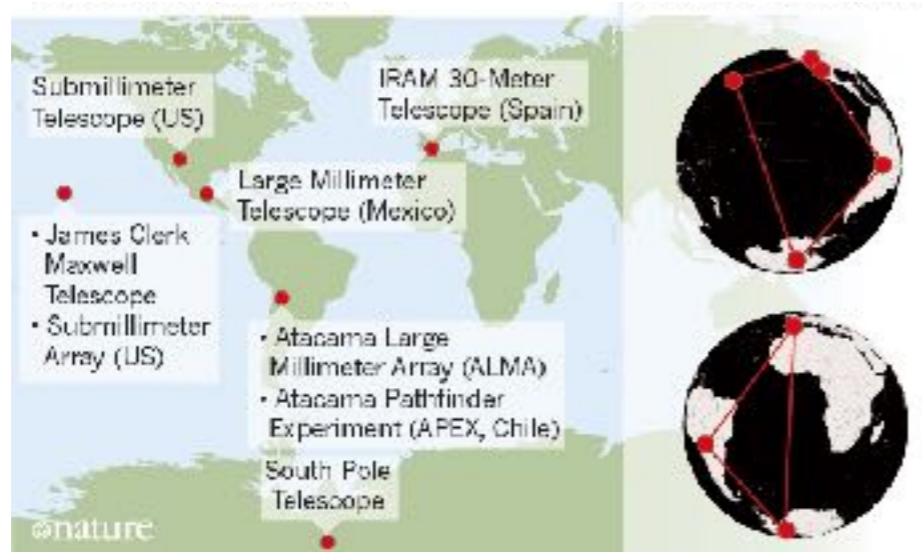 Submillimeter
Telescope (US)
IRAM 30-Meter
Telescope (Spain)
Large Millimeter
Telescope (Mexico)
• James Clerk
Maxwell
Telescope
• Submillimeter
Array (US)
• Atacama Large
Millimeter Array (ALMA)
• Atacama Pathfinder
Experiment (APEX, Chile)
South Pole
Telescope
©nature